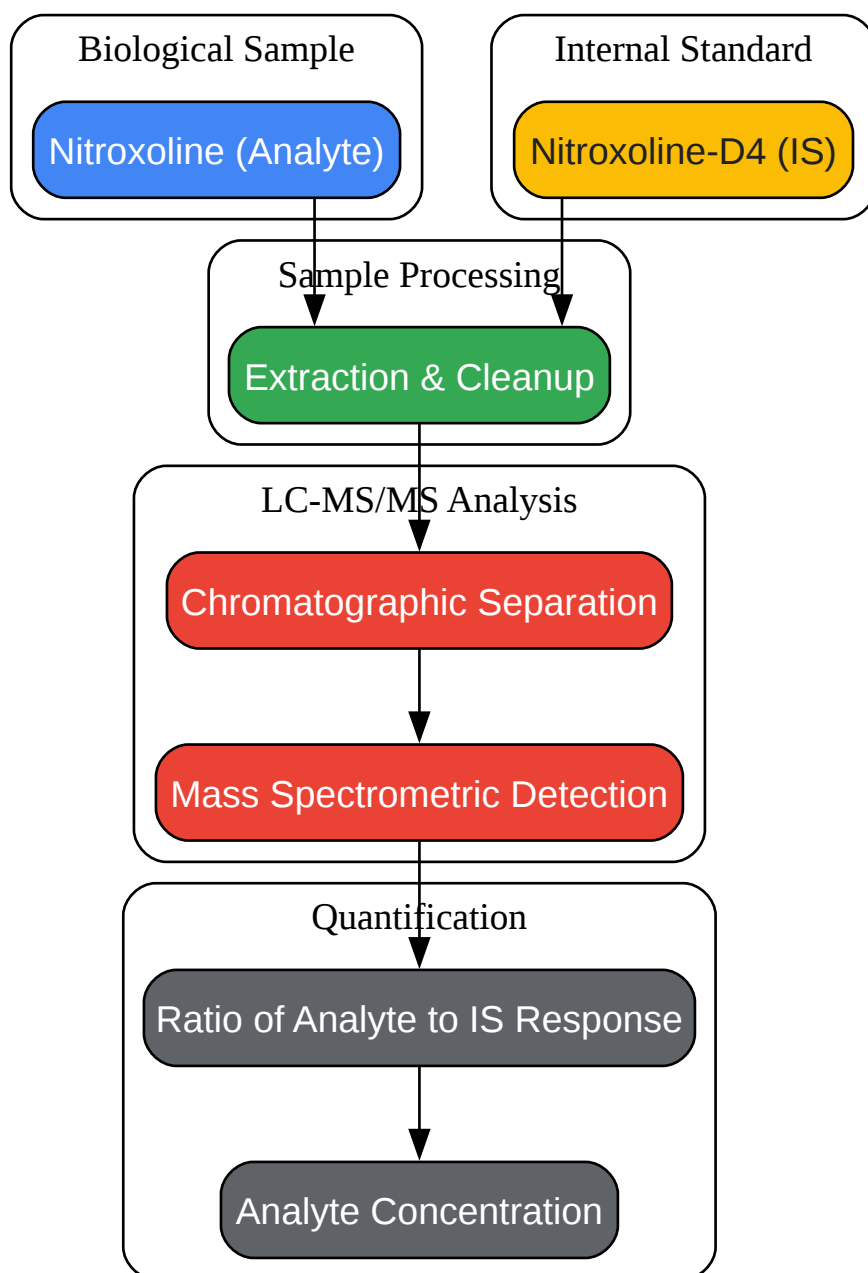 Biological Sample
Internal Standard
Nitroxoline (Analyte)
Nitroxoline-D4 (IS)
Sample Processing
Extraction & Cleanup
LC-MS/MS Analysis
Chromatographic Separation
Mass Spectrometric Detection
Quantification
Ratio of Analyte to IS Response
Analyte Concentration